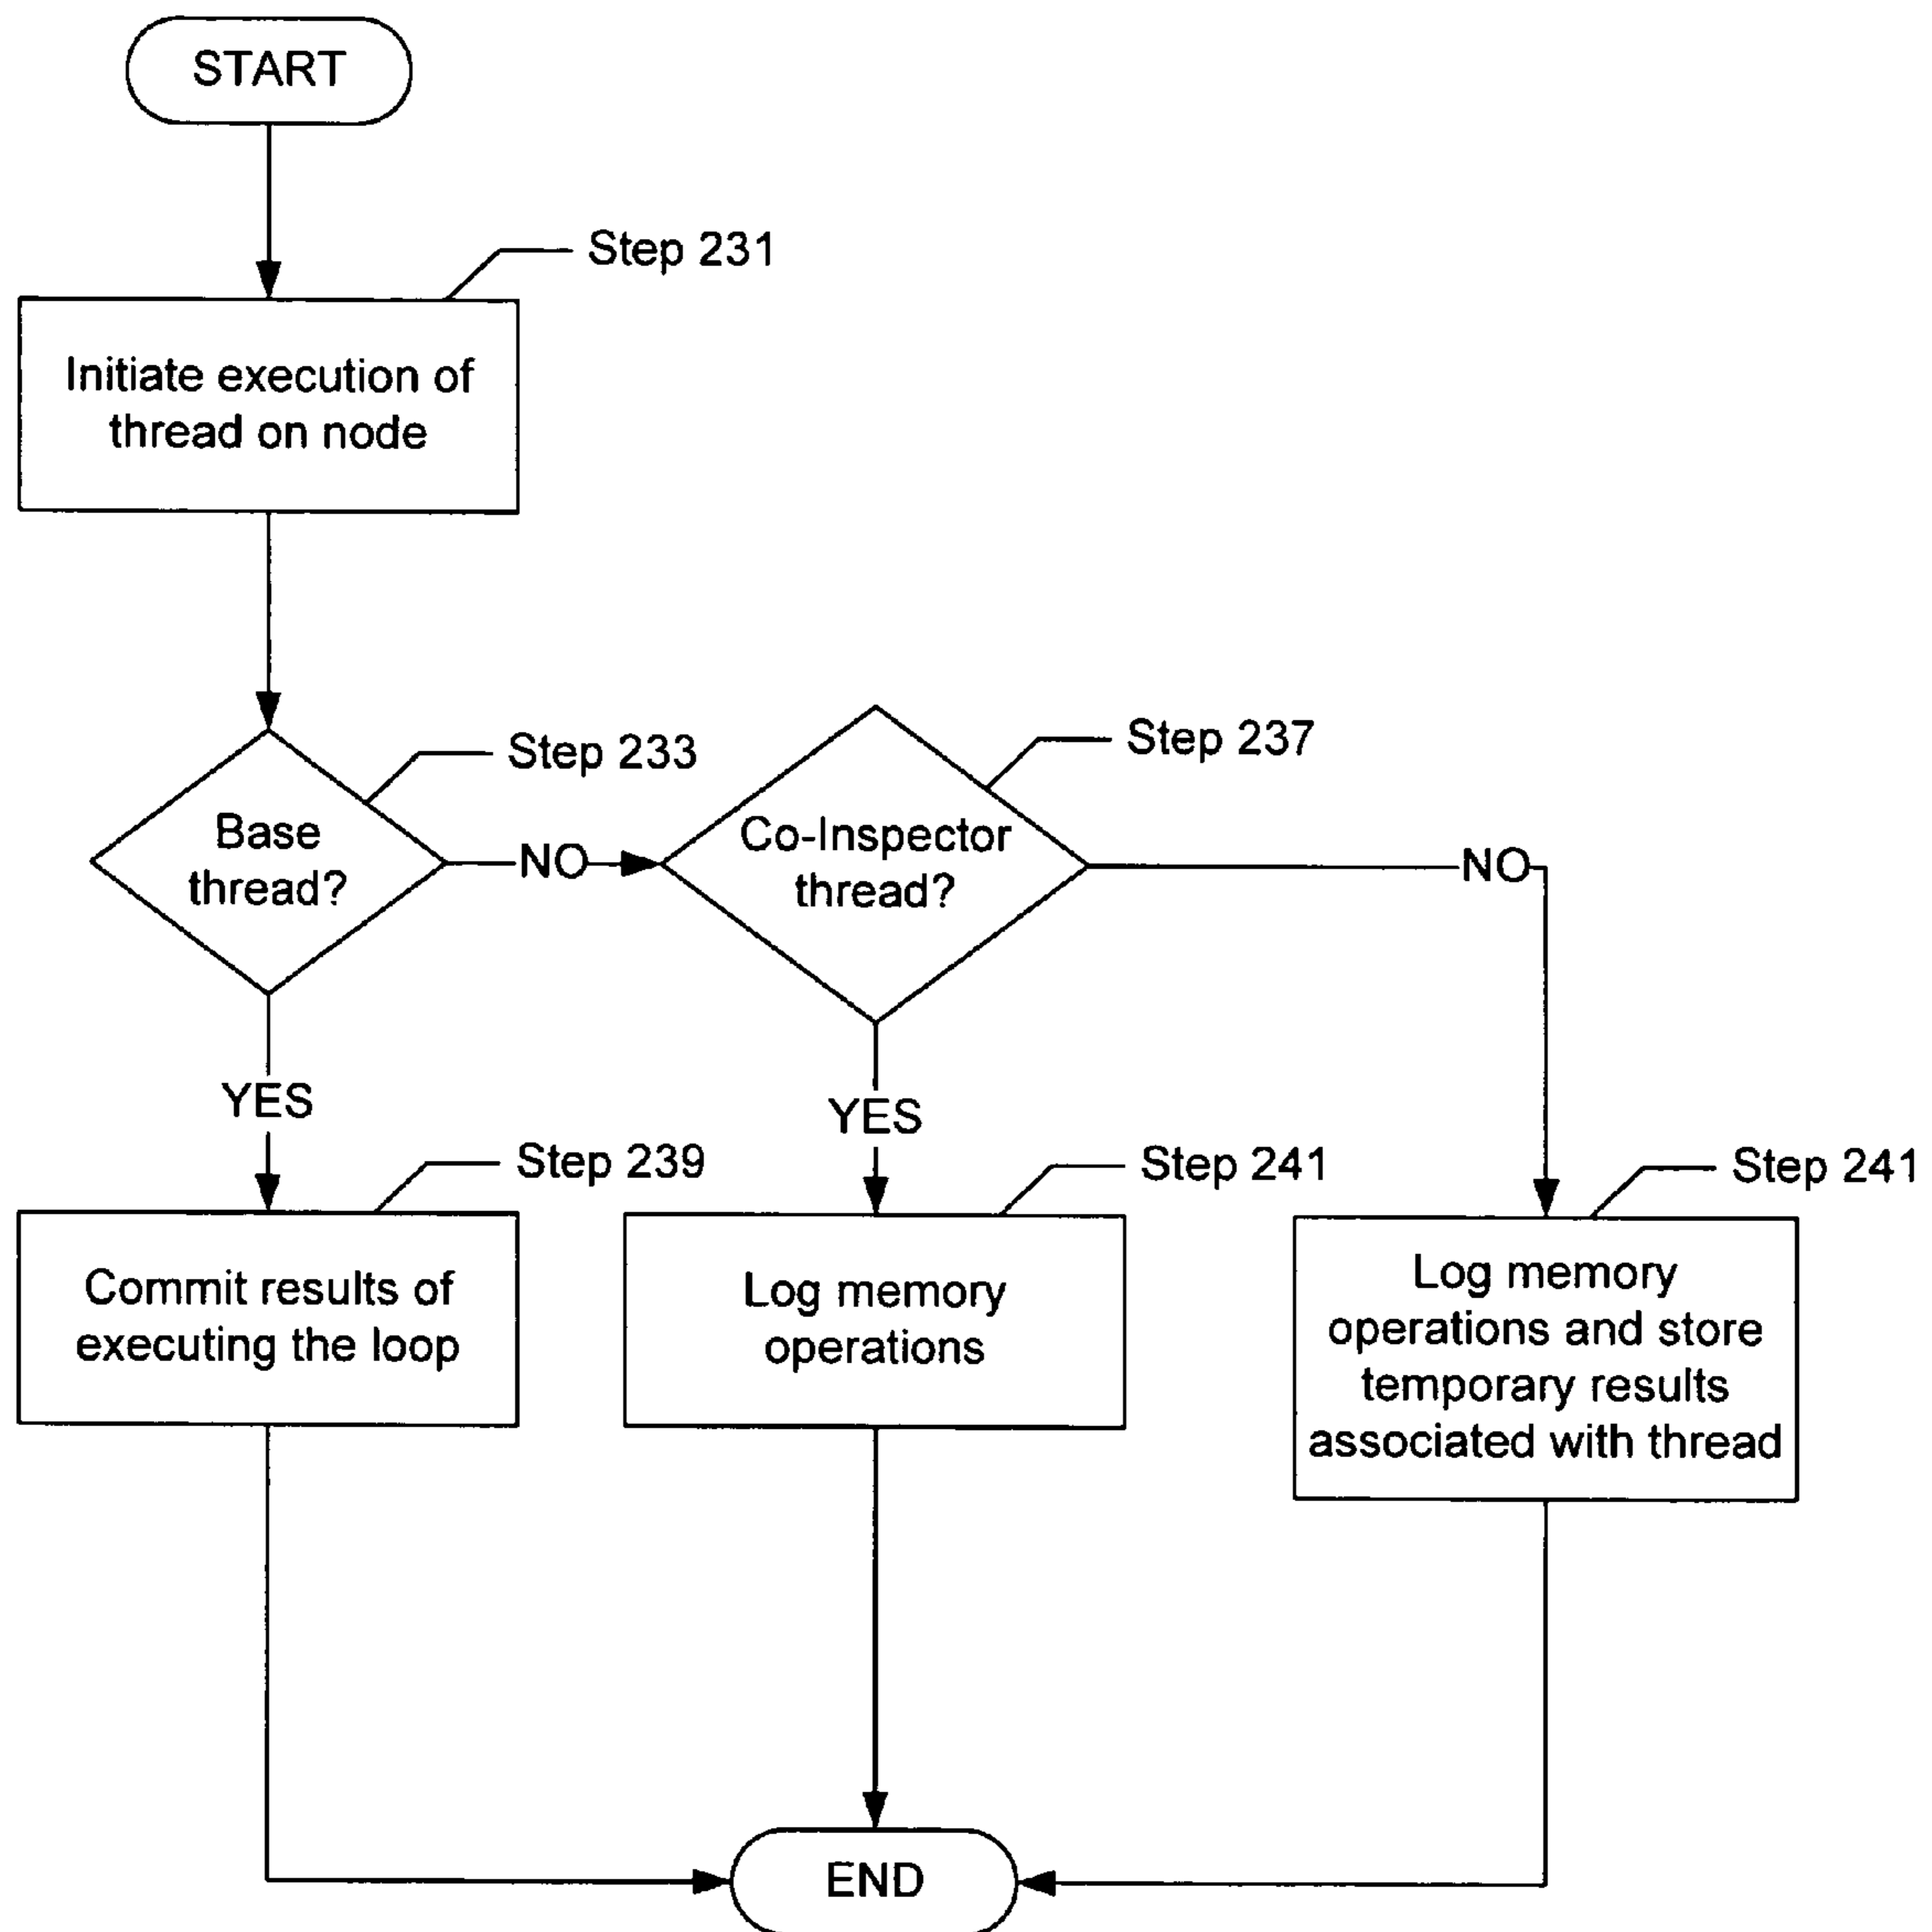 START
Step 231
Initiate execution of
thread on node
Step 233
Base
thread?
NO
Step 237
Co-Inspector
thread?
NO
YES
YES
Step 239
Commit results of
executing the loop
Step 241
Log memory
operations
Step 241
Log memory
operations and store
temporary results
associated with thread
END